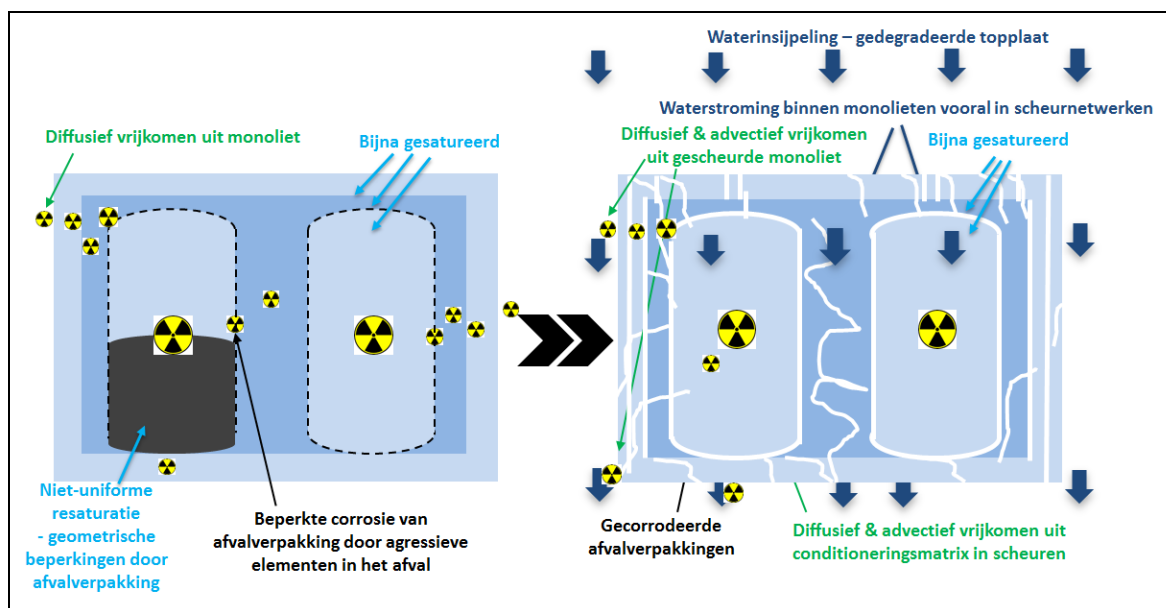 Waterinsijpeling – gedegradeerde topplaat
Waterstroming binnen monolieten vooral in scheurnetwerken
Diffusief vrijkomen uit monoliet
Bijna gesatureerd
Diffusief & advectief vrijkomen
uit gescheurde monoliet
Bijna gesatureerd
Niet-uniforme
resaturatie
- geometrische
beperkingen door
afvalverpakking
Beperkte corrosie van
afvalverpakking door agressieve
elementen in het afval
Gecorrodeerde
afvalverpakkingen
Diffusief & advectief vrijkomen uit
conditioneringsmatrix in scheuren